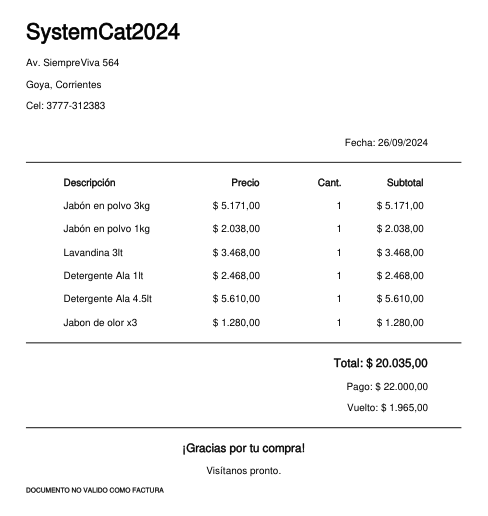 SystemCat2024
Av. SiempreViva 564
Goya, Corrientes
Cel: 3777-312383
Fecha: 26/09/2024
Descripción Precio Cant. Subtotal
Jabón en polvo 3kg $ 5.171,00 1 $ 5.171,00
Jabón en polvo 1kg $ 2.038,00 1 $ 2.038,00
Lavandina 3lt $ 3.468,00 1 $ 3.468,00
Detergente Ala 1lt $ 2.468,00 1 $ 2.468,00
Detergente Ala 4.5lt $ 5.610,00 1 $ 5.610,00
Jabon de olor x3 $ 1.280,00 1 $ 1.280,00
Total: $ 20.035,00
Pago: $ 22.000,00
Vuelto: $ 1.965,00
¡Gracias por tu compra!
Visítanos pronto.
DOCUMENTO NO VALIDO COMO FACTURA